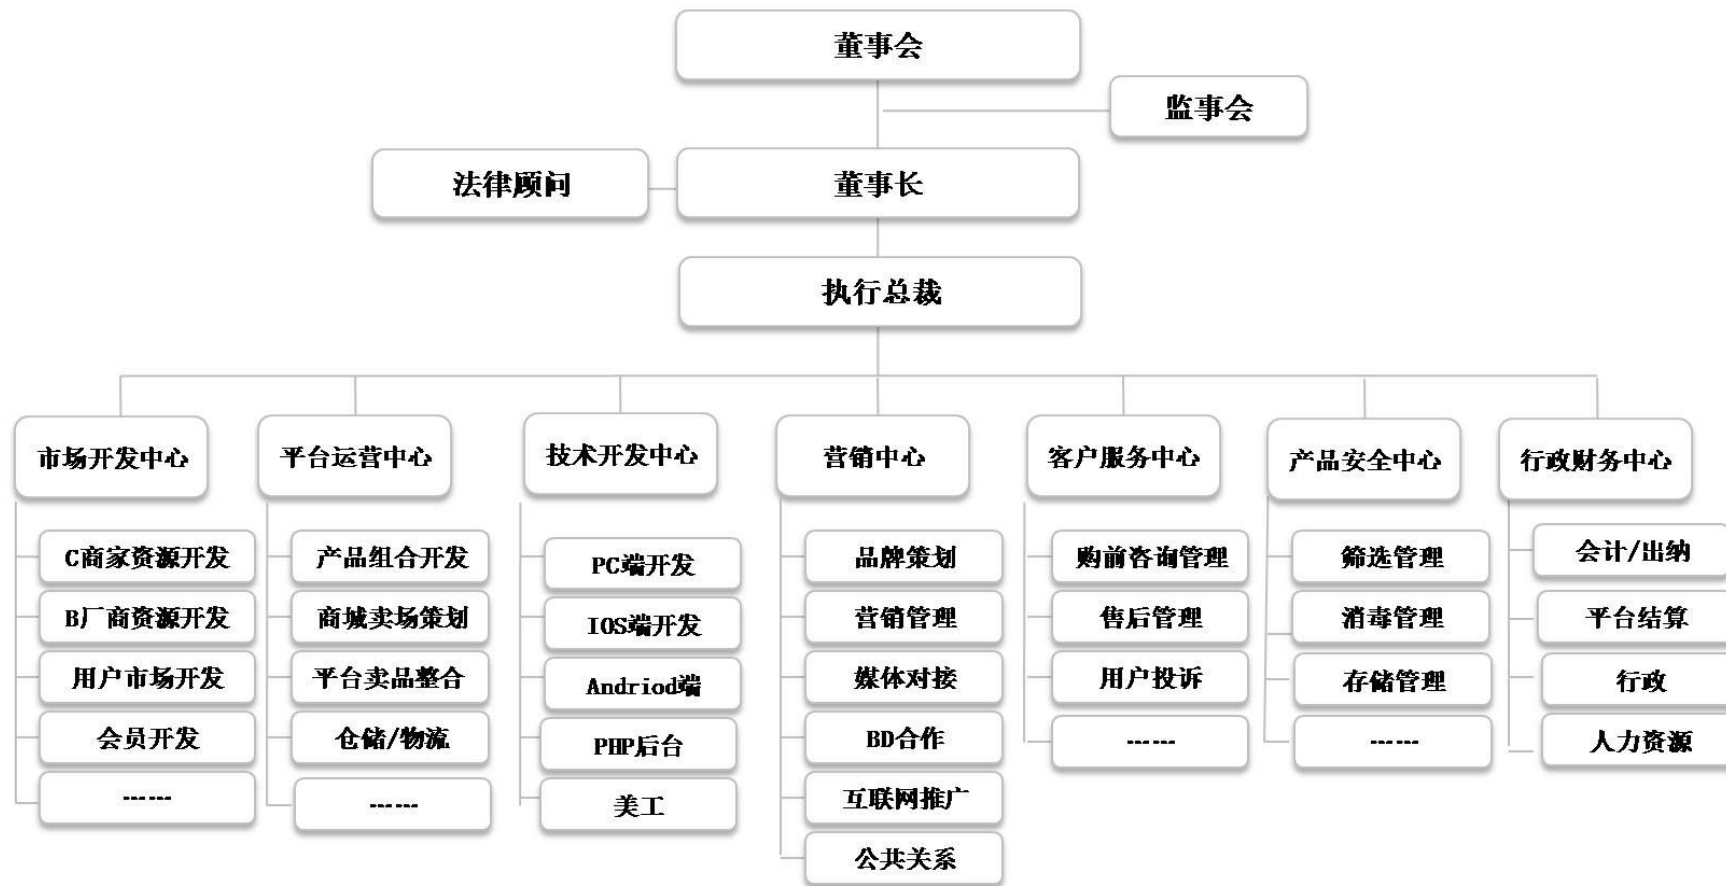 董事会
监事会
法律顾问
董事长
执行总裁
市场开发中心
平台运营中心
技术开发中心
营销中心
客户服务中心
产品安全中心
行政财务中心
C商家资源开发
B厂商资源开发
用户市场开发
会员开发
------
产品组合开发
商城卖场策划
平台卖品整合
仓储/物流
------
PC端开发
IOS端开发
Andriod端
PHP后台
美工
品牌策划
营销管理
媒体对接
BD合作
互联网推广
公共关系
购前咨询管理
售后管理
用户投诉
------
筛选管理
消毒管理
存储管理
------
会计/出纳
平台结算
行政
人力资源